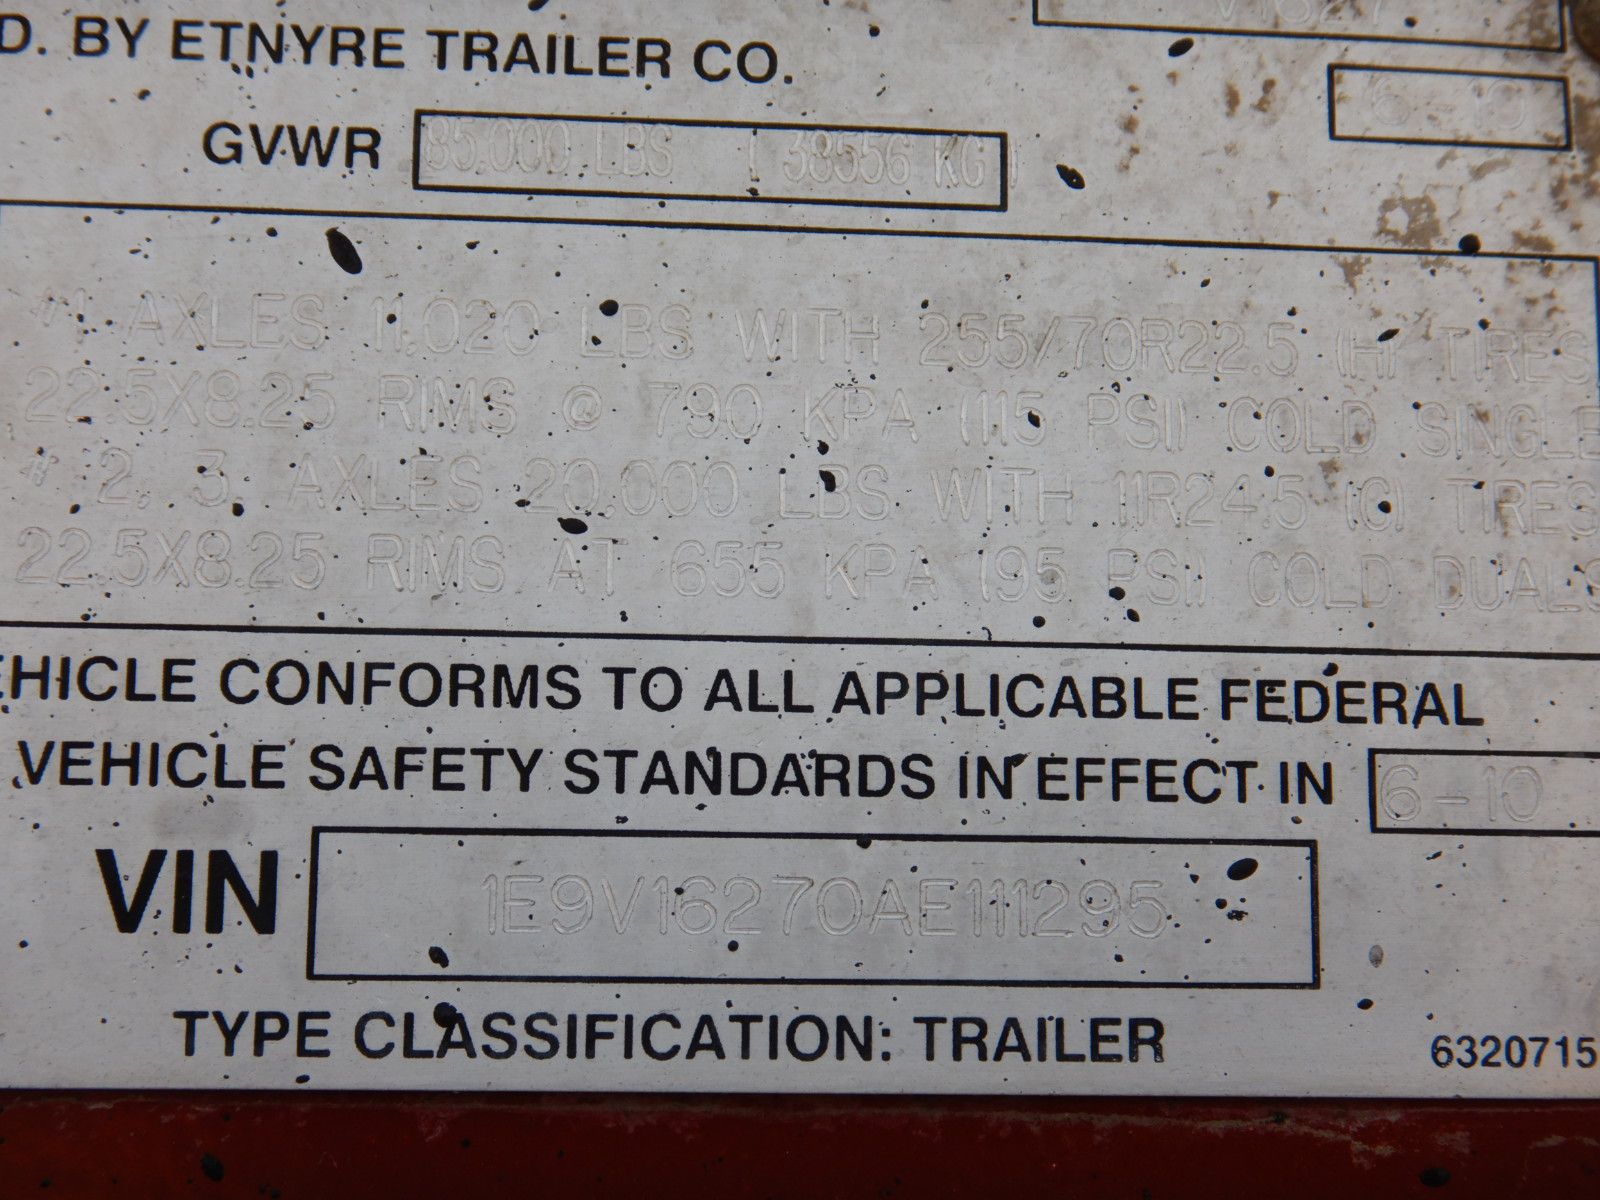 D. BY ETNYRE TRAILER CO.
V1627
6-10
GVWR 85,000 LBS ( 38556 KG )
#1 AXLES 11,020 LBS WITH 255/70R22.5 (H) TIRES
22.5X8.25 RIMS @ 790 KPA (115 PSI) COLD SINGLE
# 2, 3, AXLES 20,000 LBS WITH 11R24.5 (G) TIRES
22.5X8.25 RIMS AT 655 KPA (95 PSI) COLD DUALS
EHICLE CONFORMS TO ALL APPLICABLE FEDERAL
VEHICLE SAFETY STANDARDS IN EFFECT IN 6-10
VIN 1E9V16270AE111295
TYPE CLASSIFICATION: TRAILER
6320715